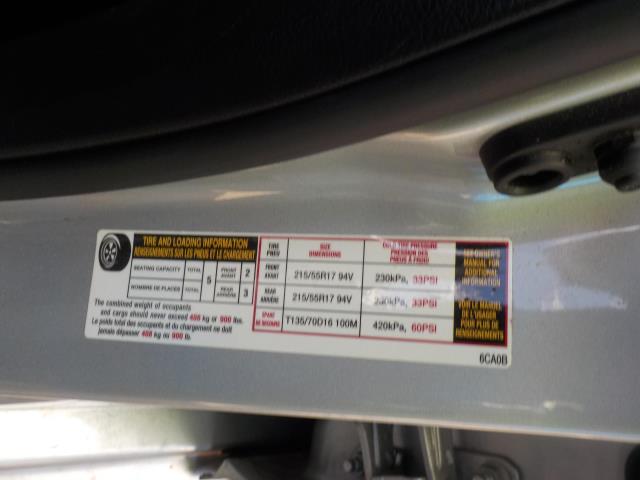 TIRE AND LOADING INFORMATION
RENSEIGNEMENTS SUR LES PNEUS ET LE CHARGEMENT
SEATING CAPACITY TOTAL 5 FRONT AVANT 2
NOMBRE DE PLACES TOTAL REAR ARRIÈRE 3
The combined weight of occupants
and cargo should never exceed 408 kg or 900 lbs.
Le poids total des occupants et du chargement ne doit
jamais dépasser 408 kg ou 900 lb.
TIRE PNEU SIZE DIMENSIONS COLD TIRE PRESSURE PRESSION DES PNEUS À FROID
FRONT AVANT 215/55R17 94V 230kPa, 33PSI
REAR ARRIÈRE 215/55R17 94V 230kPa, 33PSI
SPARE DE SECOURS T135/70D16 100M 420kPa, 60PSI
SEE OWNER'S
MANUAL FOR
ADDITIONAL
INFORMATION
VOIR LE MANUEL
DE L'USAGER
POUR PLUS DE
RENSEIGNEMENTS
6CA0B